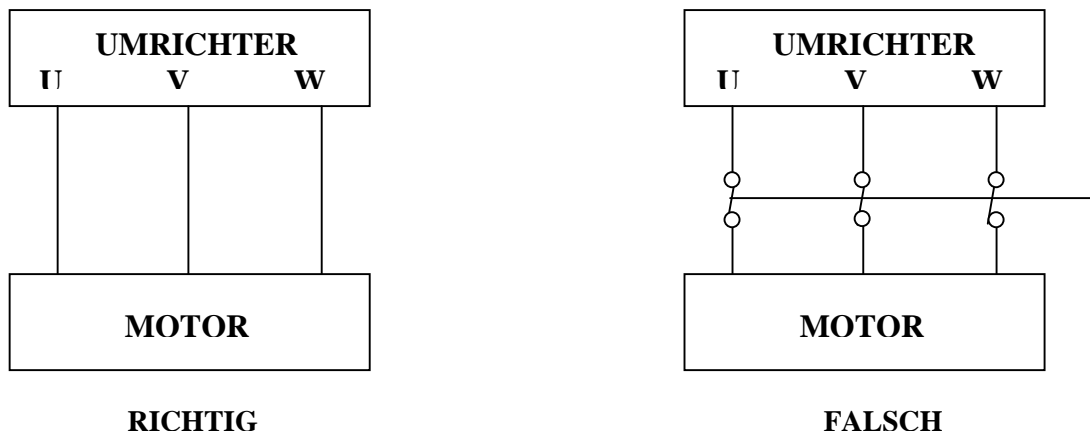 UMRICHTER
U V W
MOTOR
RICHTIG
UMRICHTER
U V W
MOTOR
FALSCH